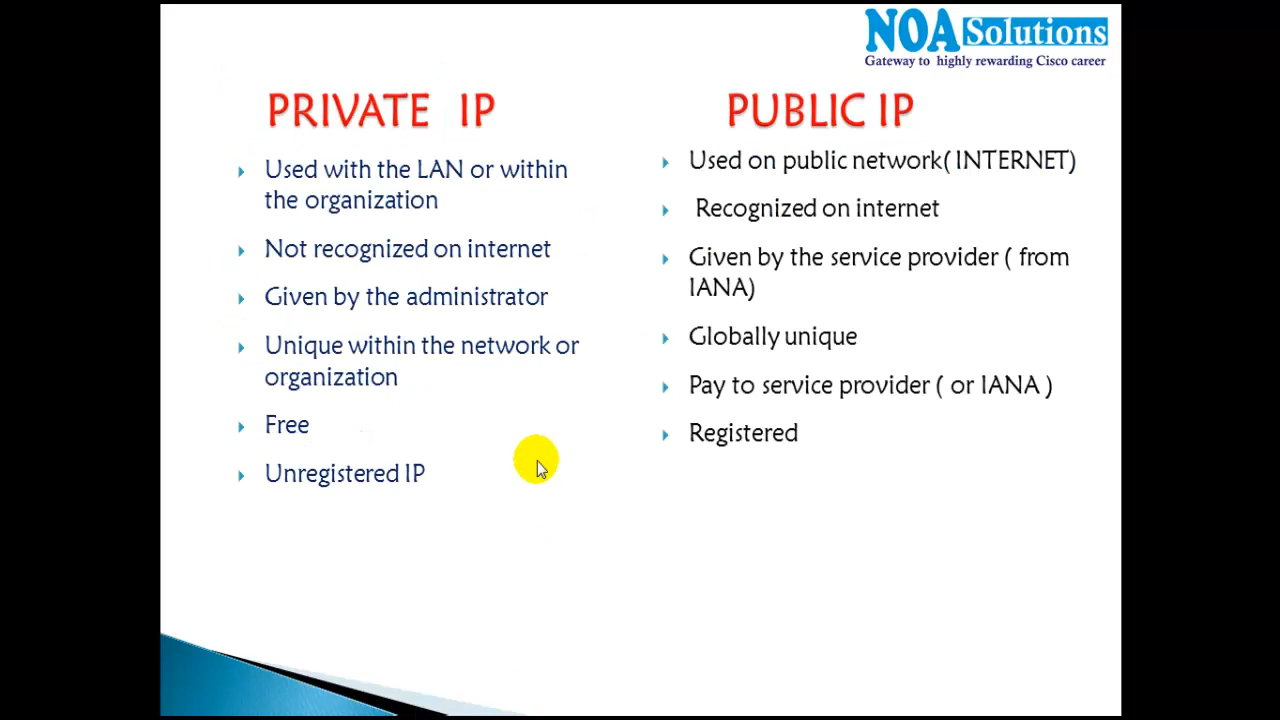 NOA Solutions
Gateway to highly rewarding Cisco career
PRIVATE IP
Used with the LAN or within
the organization
Not recognized on internet
Given by the administrator
Unique within the network or
organization
Free
Unregistered IP
PUBLIC IP
Used on public network( INTERNET)
Recognized on internet
Given by the service provider ( from
IANA)
Globally unique
Pay to service provider ( or IANA )
Registered